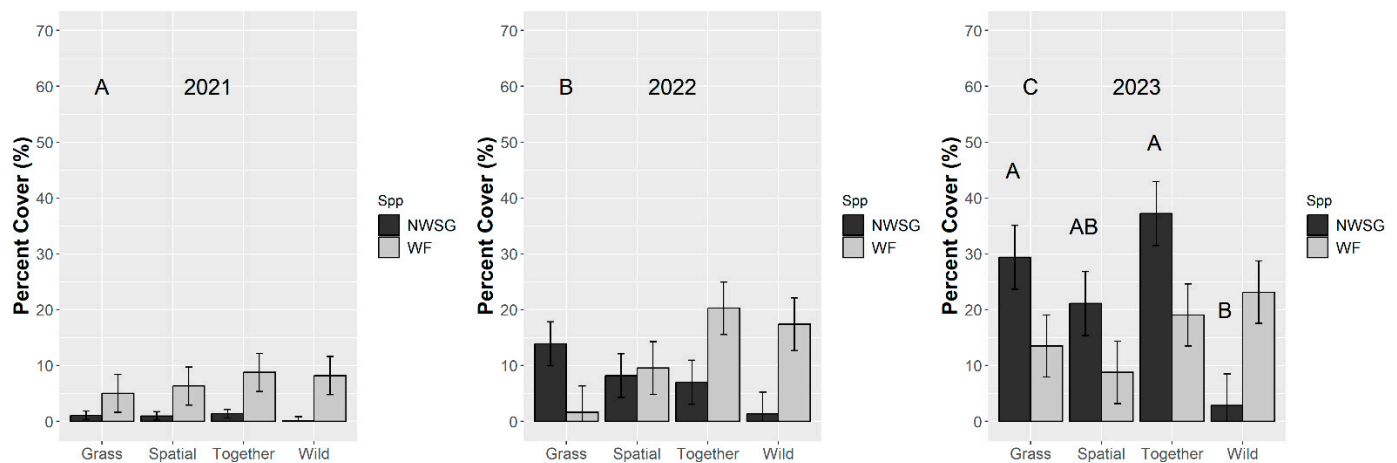 Percent Cover (%)
70
60
50
40
30
20
10
0
A 2021
Grass Spatial Together Wild
Spp
NWSG
WF
Percent Cover (%)
70
60
50
40
30
20
10
0
B 2022
Grass Spatial Together Wild
Spp
NWSG
WF
Percent Cover (%)
70
60
50
40
30
20
10
0
C 2023
A
A
AB
B
Grass Spatial Together Wild
Spp
NWSG
WF